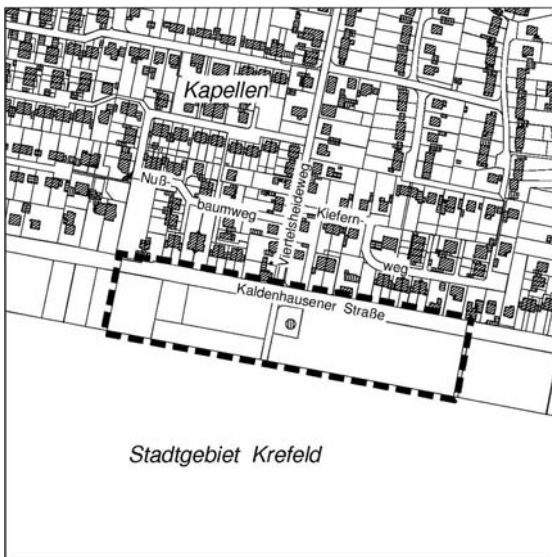 Kapellen
Nuß-
baumweg
Viertelsheideweg
Kiefern-
weg
Kaldenhausener Straße
Stadtgebiet Krefeld